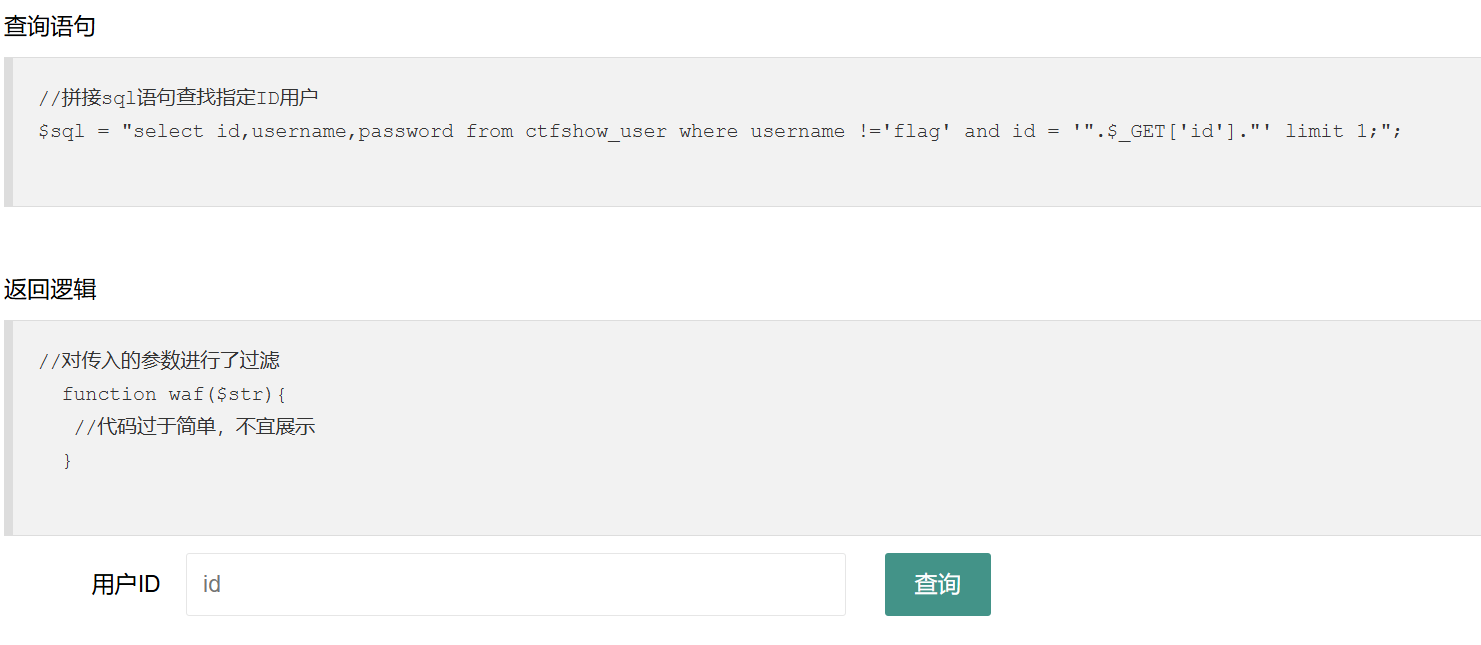 查询语句
//拼接sql语句查找指定ID用户
$sql = "select id,username,password from ctfshow_user where username !='flag' and id = '".$_GET['id']."' limit 1;";
返回逻辑
//对传入的参数进行了过滤
function waf($str){
//代码过于简单，不宜展示
}
用户ID id 查询